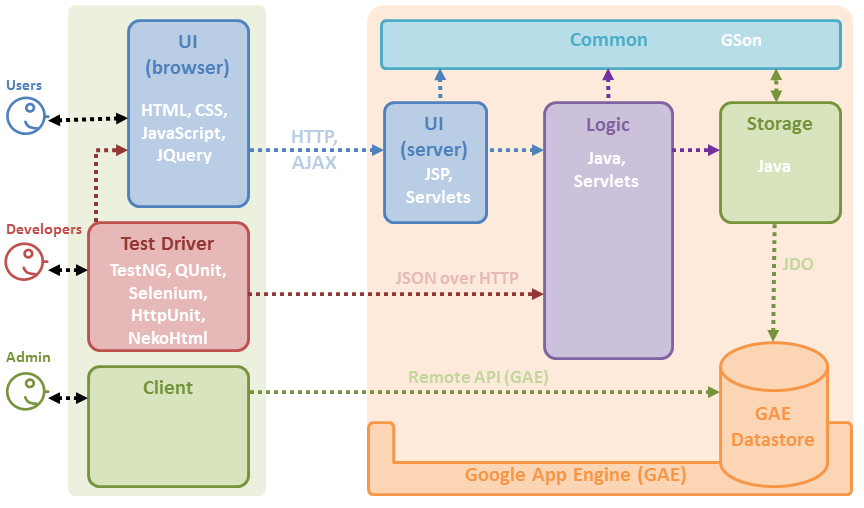 UI
(browser)
HTML, CSS,
JavaScript,
JQuery
Users
Developers
Admin
Test Driver
TestNG, QUnit,
Selenium,
HttpUnit,
NekoHtml
Client
HTTP,
AJAX
JSON over HTTP
Remote API (GAE)
Common
GSon
UI
(server)
JSP,
Servlets
Logic
Java,
Servlets
Storage
Java
JDO
GAE
Datastore
Google App Engine (GAE)